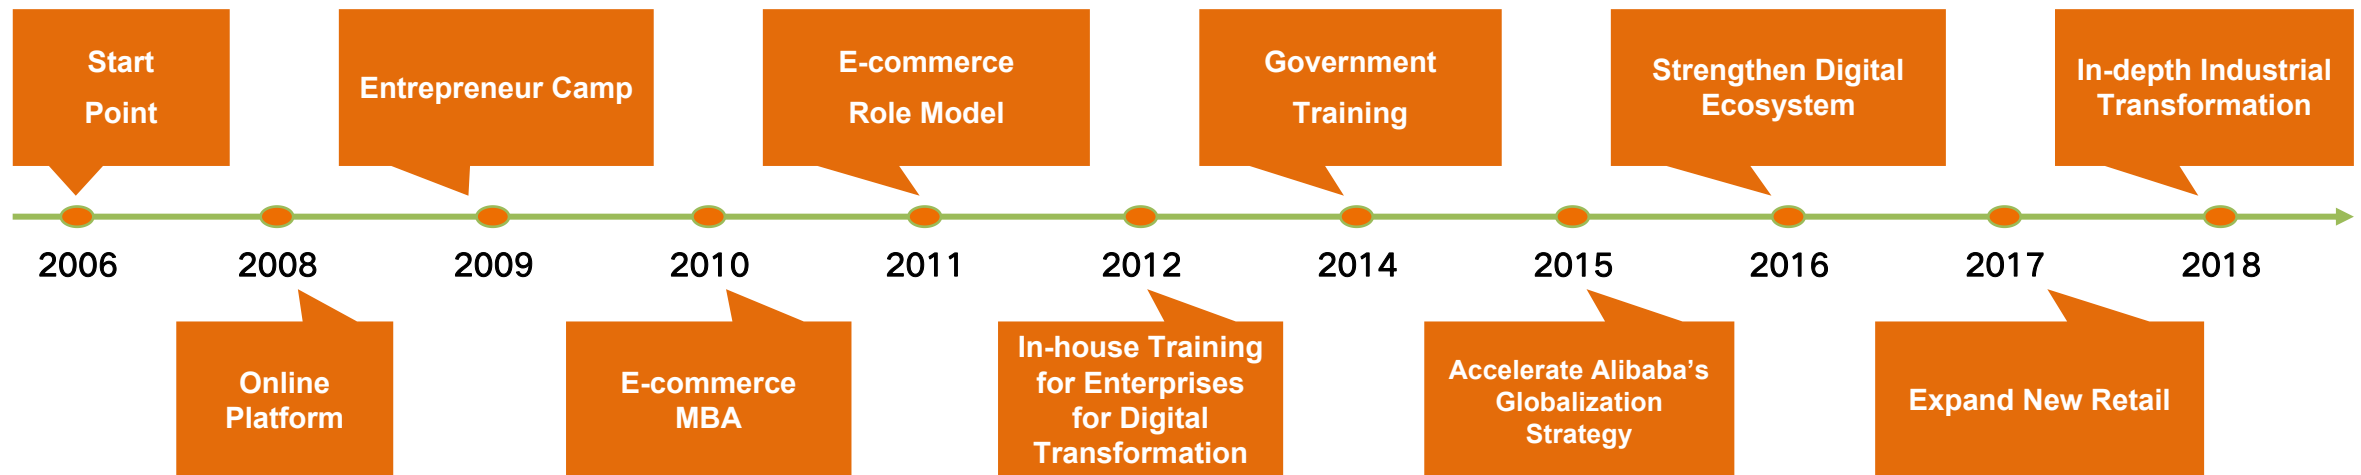 Start
Point
Entrepreneur Camp
E-commerce
Role Model
Government
Training
Strengthen Digital
Ecosystem
In-depth Industrial
Transformation
2006 2008 2009 2010 2011 2012 2014 2015 2016 2017 2018
Online
Platform
E-commerce
MBA
In-house Training
for Enterprises
for Digital
Transformation
Accelerate Alibaba's
Globalization
Strategy
Expand New Retail